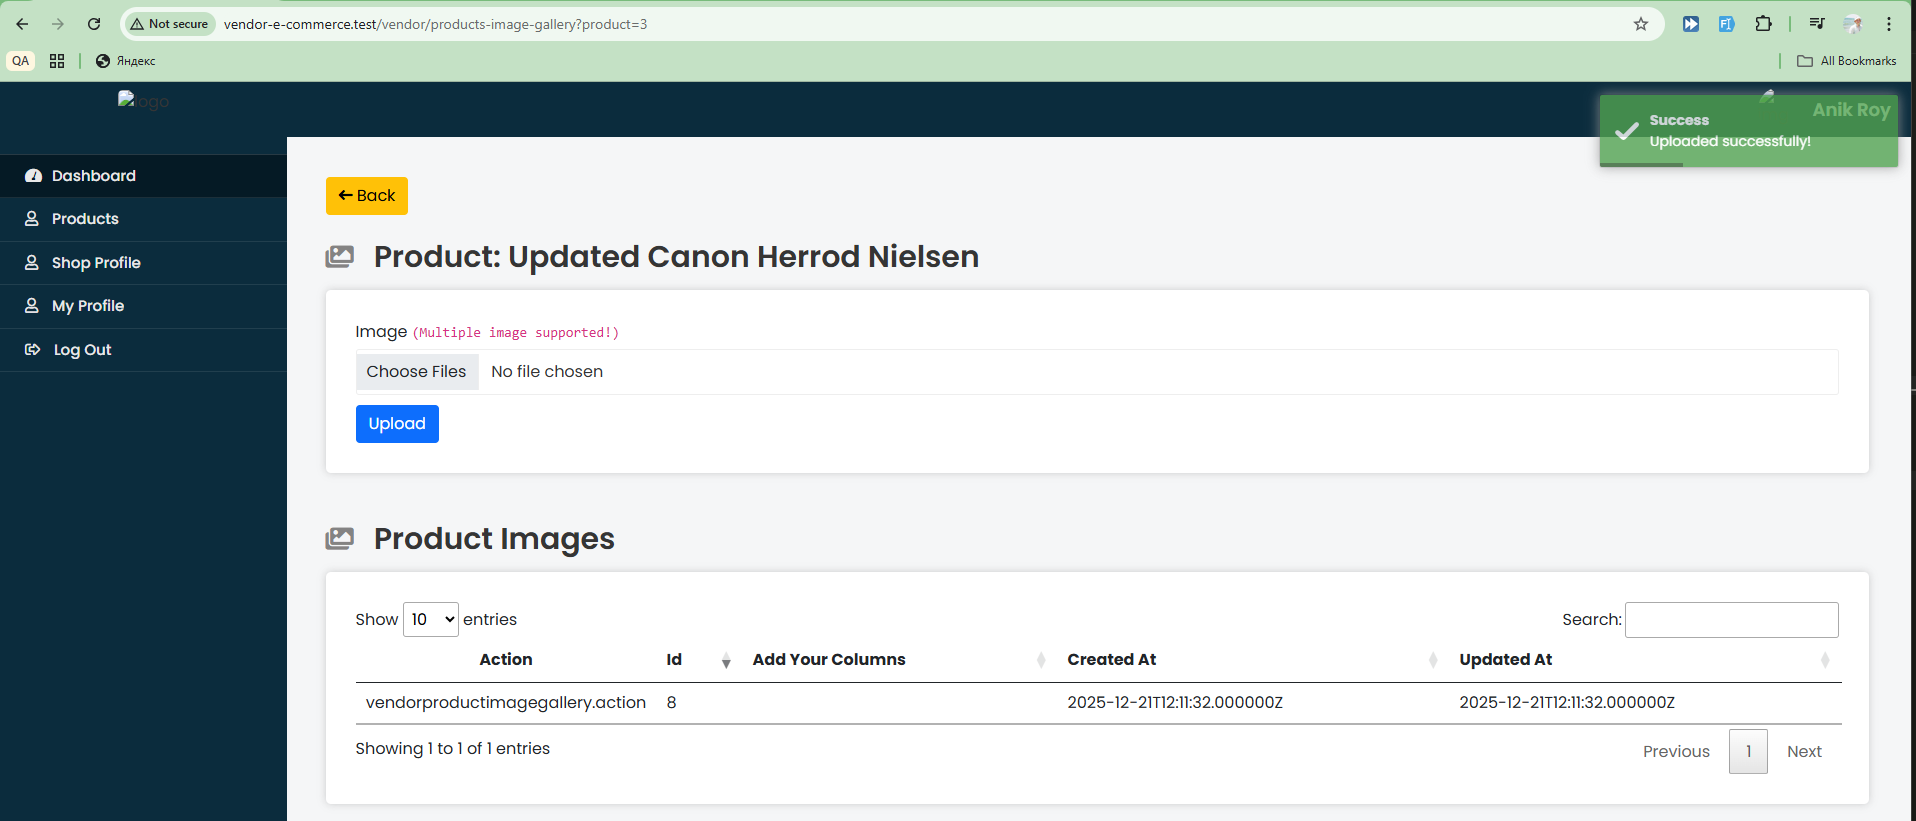 Not secure
vendor-e-commerce.test/vendor/products-image-gallery?product=3
QA
Яндекс
All Bookmarks
logo
Anik Roy
Success
Uploaded successfully!
Dashboard
Products
Shop Profile
My Profile
Log Out
Back
Product: Updated Canon Herrod Nielsen
Image (Multiple image supported!)
Choose Files No file chosen
Upload
Product Images
Show 10 entries
Search:
Action Id Add Your Columns Created At Updated At
vendorproductimagegallery.action 8 2025-12-21T12:11:32.000000Z 2025-12-21T12:11:32.000000Z
Showing 1 to 1 of 1 entries
Previous 1 Next